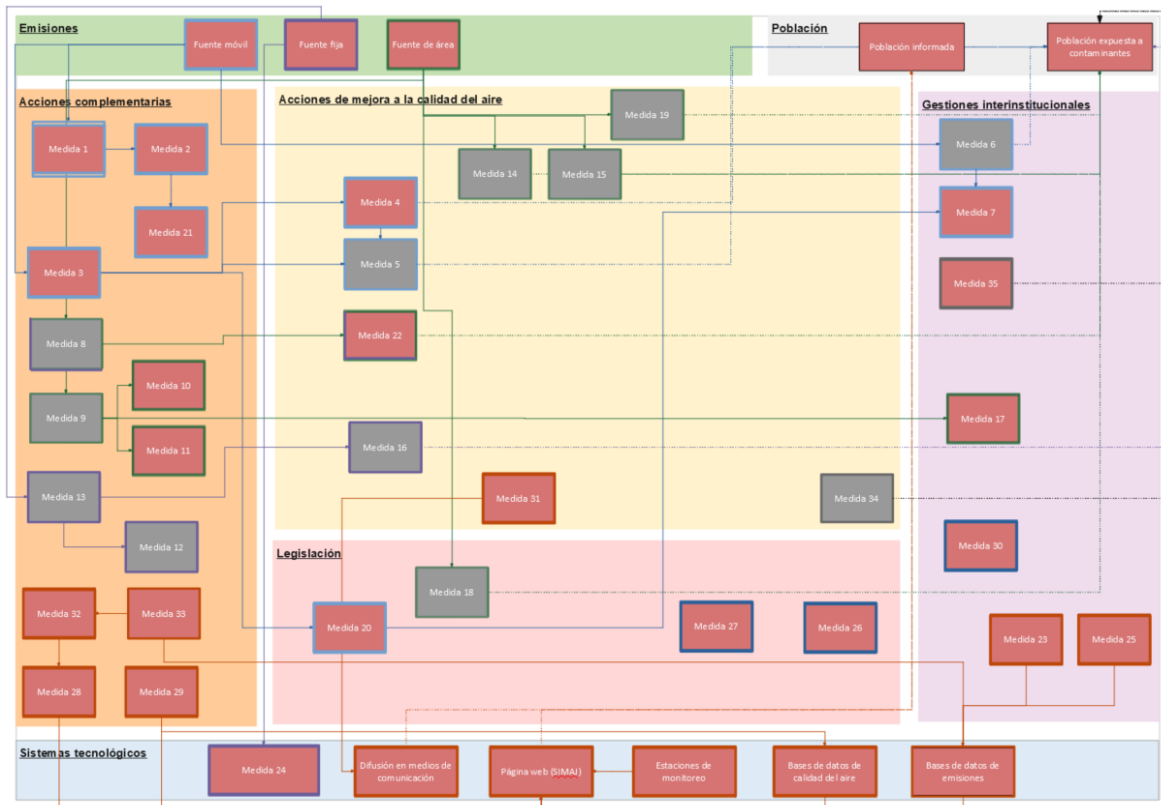 Emisiones
Fuente móvil
Fuente fija
Fuente de área
Población
Población informada
Población expuesta a
contaminantes
Acciones complementarias
Medida 1
Medida 2
Medida 21
Medida 3
Medida 8
Medida 9
Medida 10
Medida 11
Medida 13
Medida 12
Medida 32
Medida 33
Medida 28
Medida 29
Acciones de mejora a la calidad del aire
Medida 19
Medida 14
Medida 15
Medida 4
Medida 5
Medida 22
Medida 16
Medida 31
Medida 34
Gestiones interinstitucionales
Medida 6
Medida 7
Medida 35
Medida 17
Medida 30
Medida 23
Medida 25
Legislación
Medida 18
Medida 20
Medida 27
Medida 26
Sistemas tecnológicos
Medida 24
Difusión en medios de
comunicación
Página web (SIMAJ)
Estaciones de
monitoreo
Bases de datos de
calidad del aire
Bases de datos de
emisiones